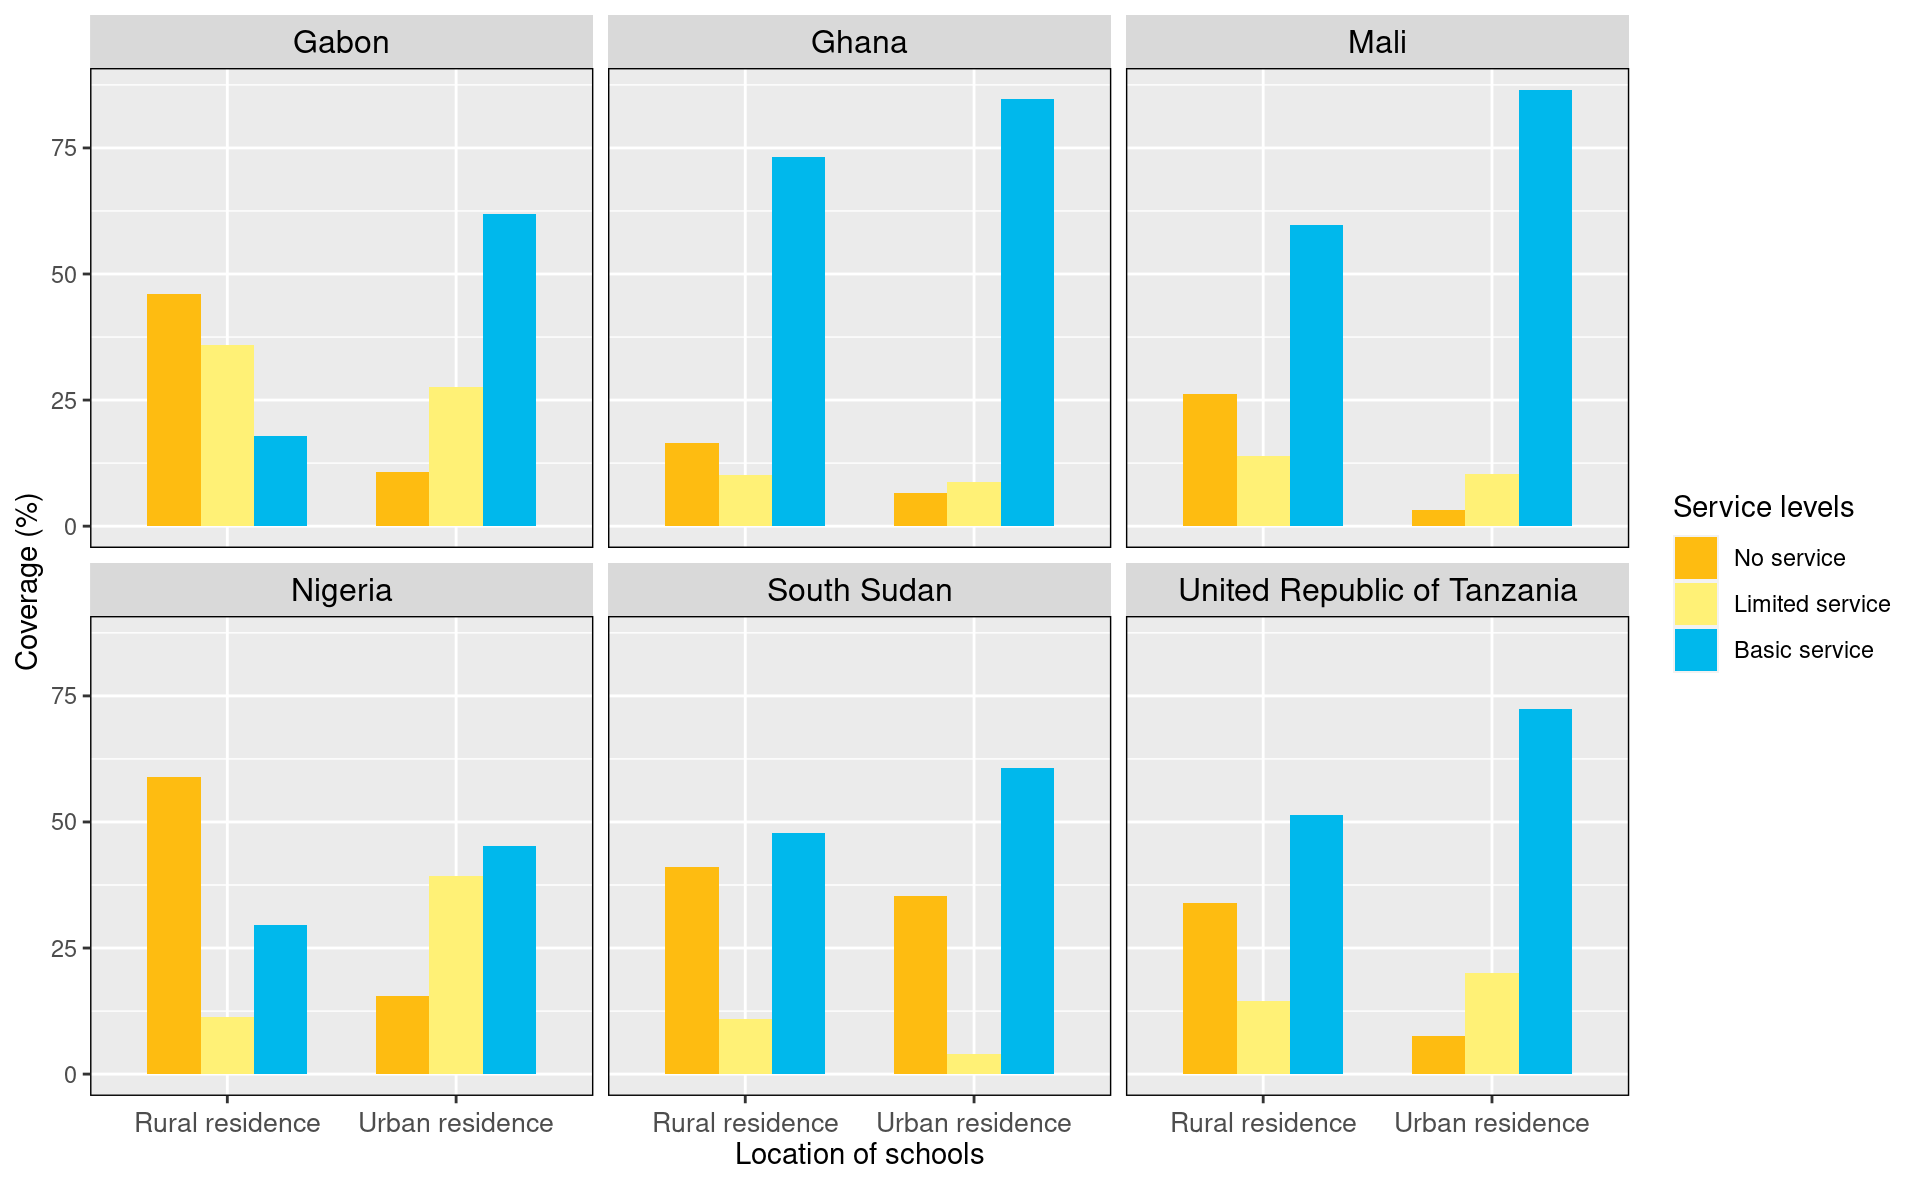 Gabon
Ghana
Mali
75
50
25
0
Nigeria
South Sudan
United Republic of Tanzania
75
50
25
0
Rural residence
Urban residence
Rural residence
Urban residence
Rural residence
Urban residence
Location of schools
Coverage (%)
Service levels
No service
Limited service
Basic service